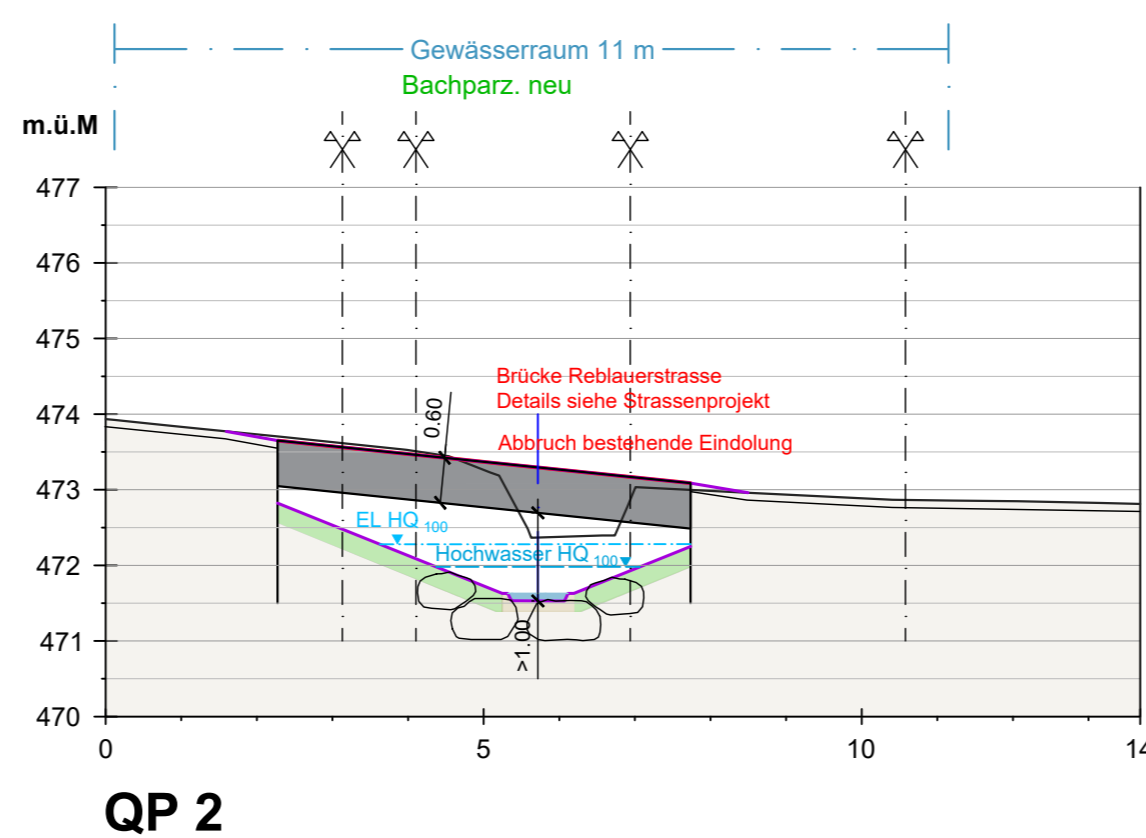 Gewässerraum 11 m
Bachparz. neu
m.ü.M
477
476
475
474
473
472
471
470
0.60
Brücke Reblauerstrasse
Details siehe Strassenprojekt
Abbruch bestehende Eindolung
EL HQ 100
Hochwasser HQ 100
>1.00
0
5
10
14
QP 2